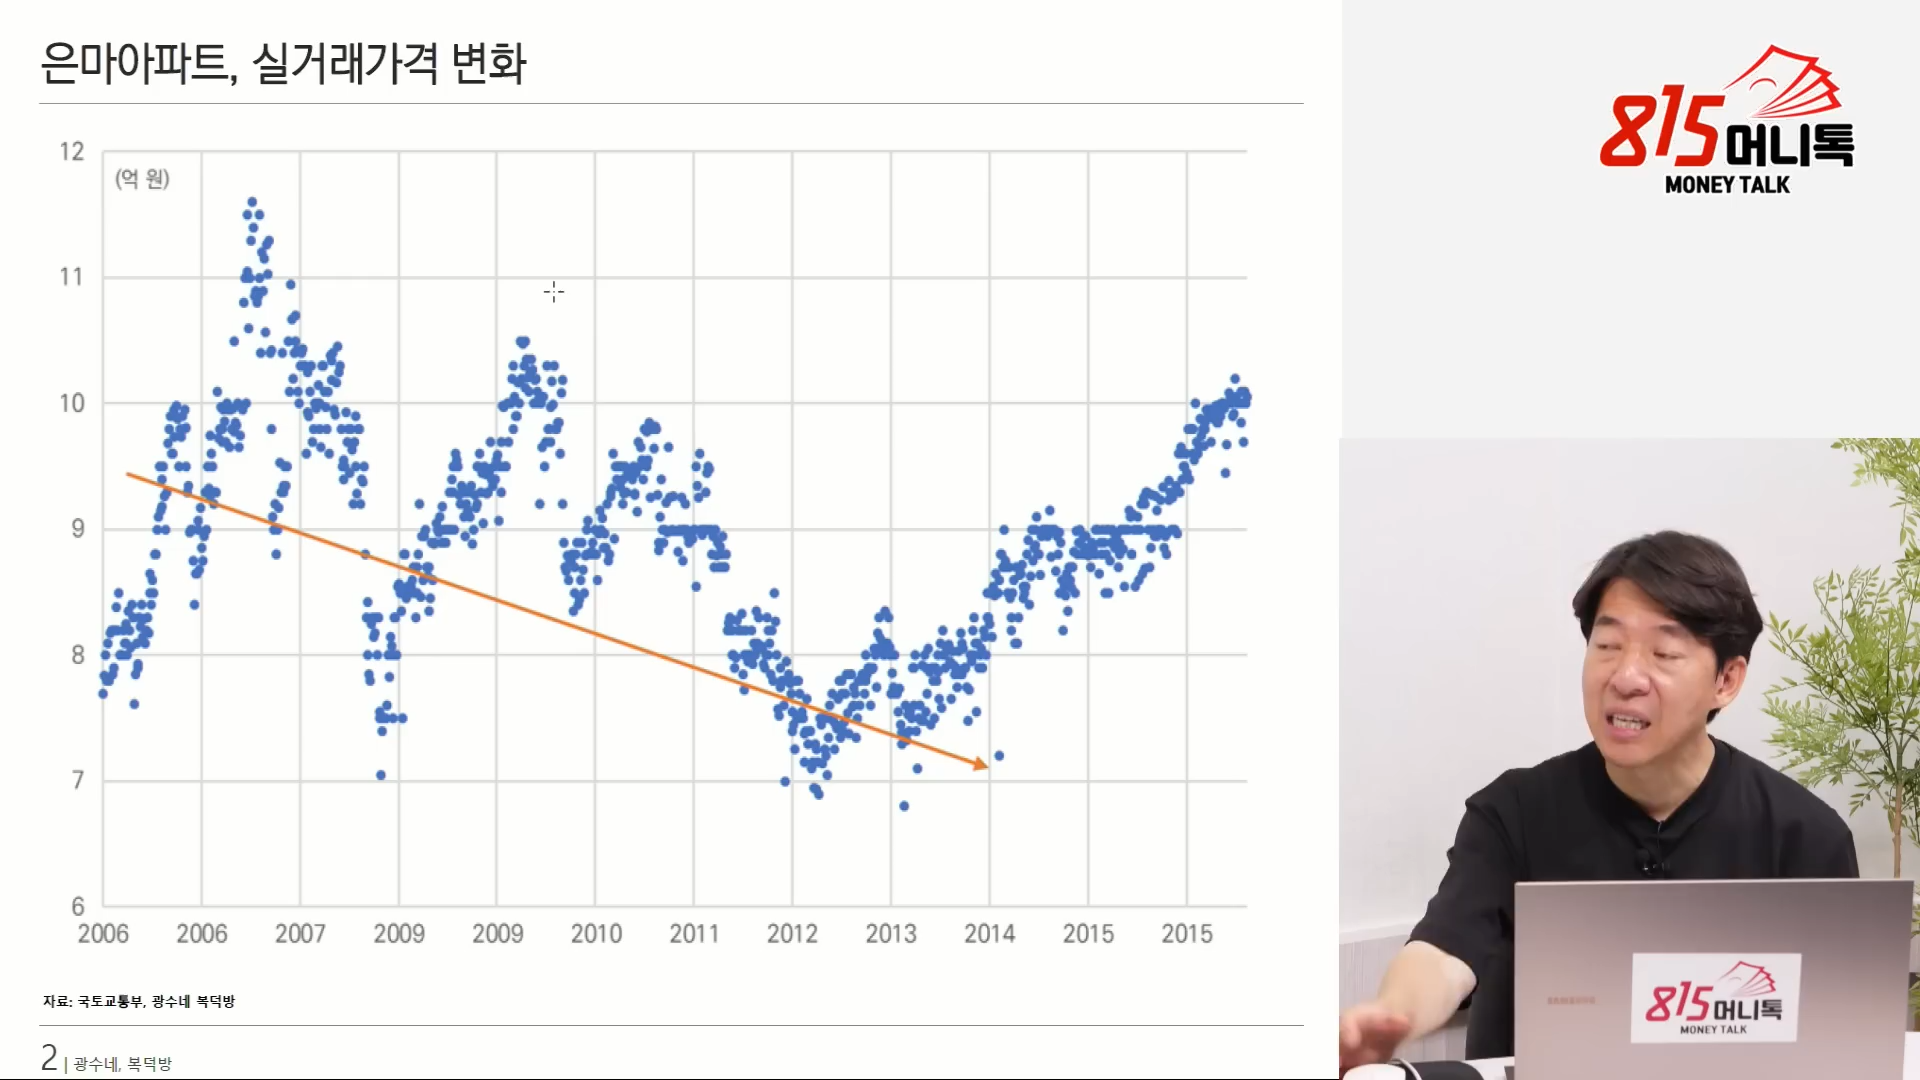 은마아파트, 실거래가격 변화
815머니톡
MONEY TALK
(억 원)
12
11
10
9
8
7
6
2006 2006 2007 2009 2009 2010 2011 2012 2013 2014 2015 2015
자료: 국토교통부, 광수네 복덕방
2 | 광수네, 복덕방
SAMSUNG
815머니톡
MONEY TALK